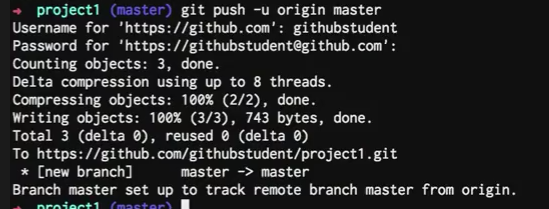 → project1 (master) git push -u origin master
Username for 'https://github.com': githubstudent
Password for 'https://githubstudent@github.com':
Counting objects: 3, done.
Delta compression using up to 8 threads.
Compressing objects: 100% (2/2), done.
Writing objects: 100% (3/3), 743 bytes, done.
Total 3 (delta 0), reused 0 (delta 0)
To https://github.com/githubstudent/project1.git
 * [new branch]      master -> master
Branch master set up to track remote branch master from origin.
→ project1 (master)